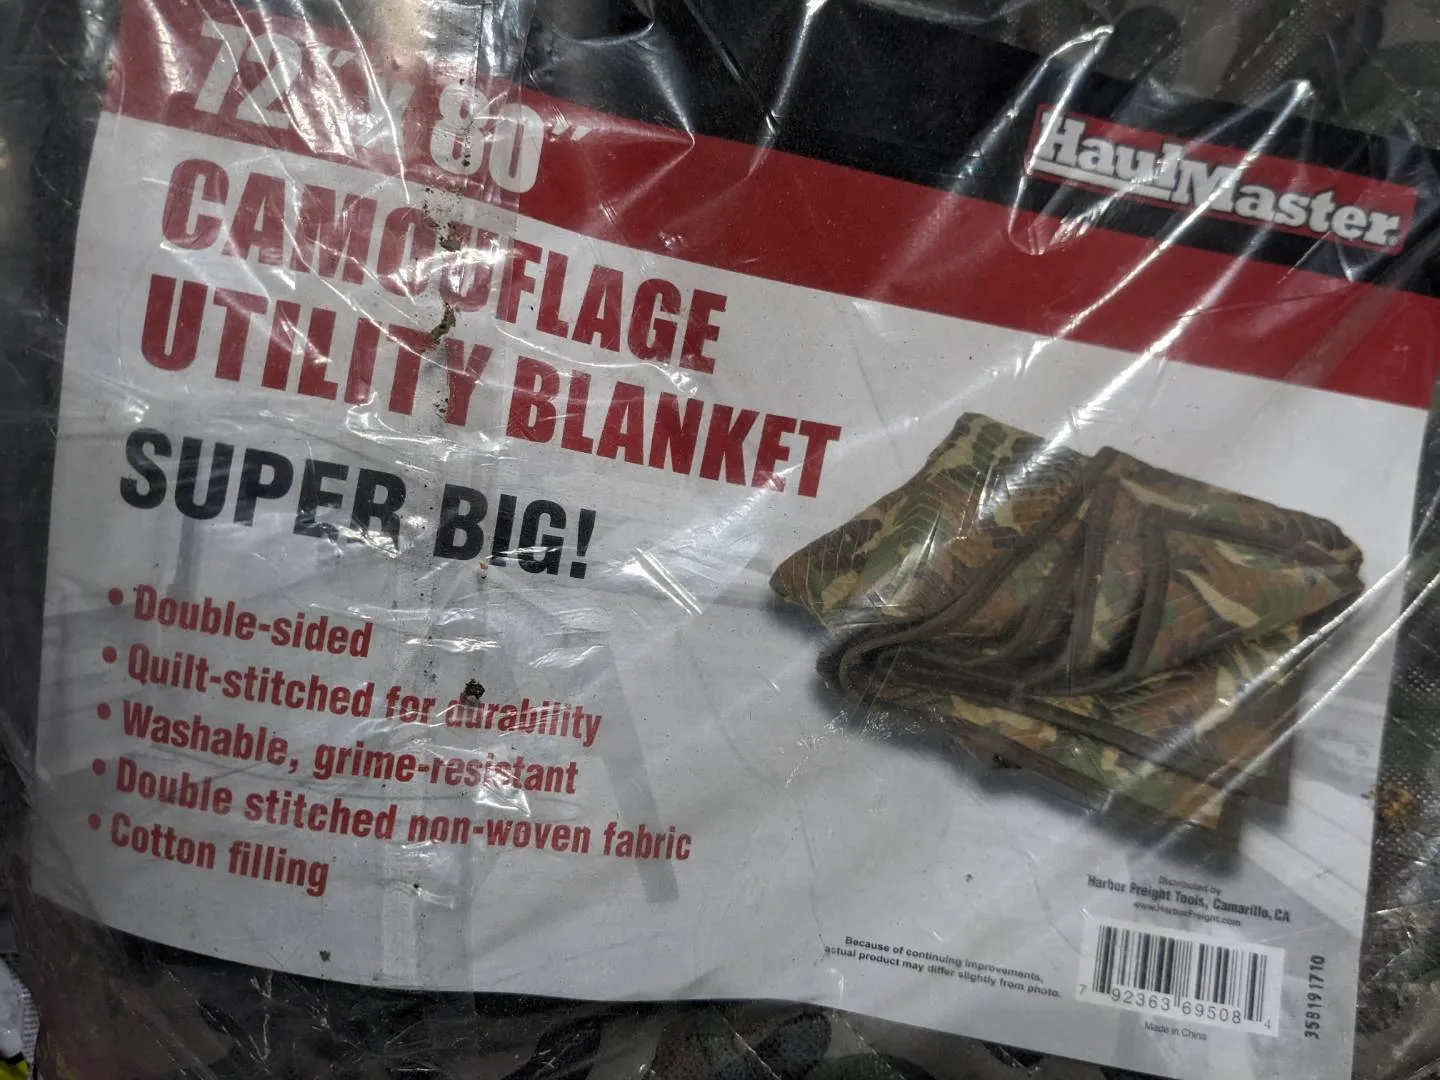 72" x 80"
HaulMaster®
CAMOUFLAGE
UTILITY BLANKET
SUPER BIG!
• Double-sided
• Quilt-stitched for durability
• Washable, grime-resistant
• Double stitched non-woven fabric
• Cotton filling
Distributed by
Harbor Freight Tools, Camarillo, CA
www.HarborFreight.com
Because of continuing improvements,
actual product may differ slightly from photo.
7 92363 69508 4
Made in China
358191710